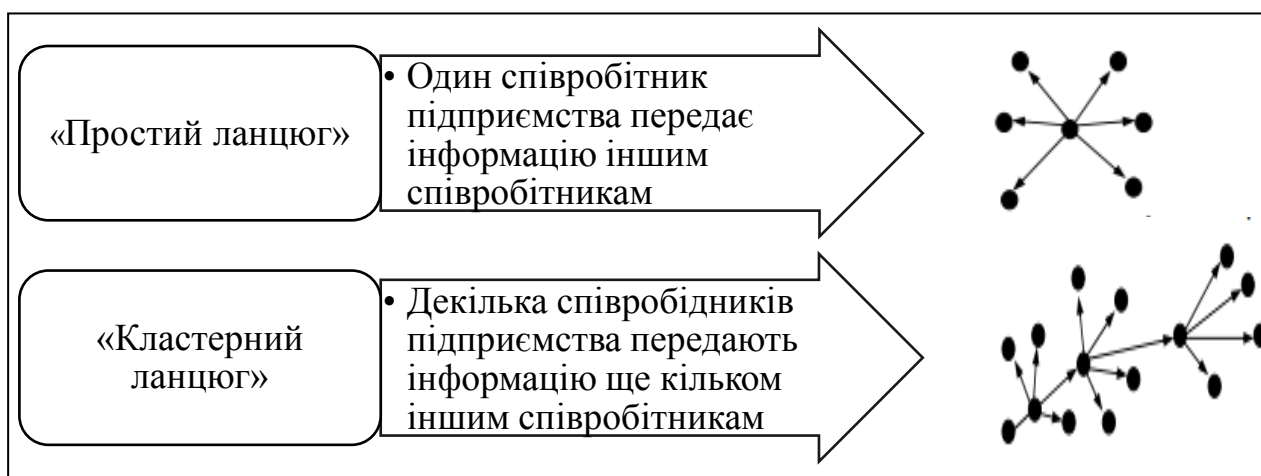 «Простий ланцюг»
• Один співробітник
підприємства передає
інформацію іншим
співробітникам
«Кластерний
ланцюг»
• Декілька співробідників
підприємства передають
інформацію ще кільком
іншим співробітникам